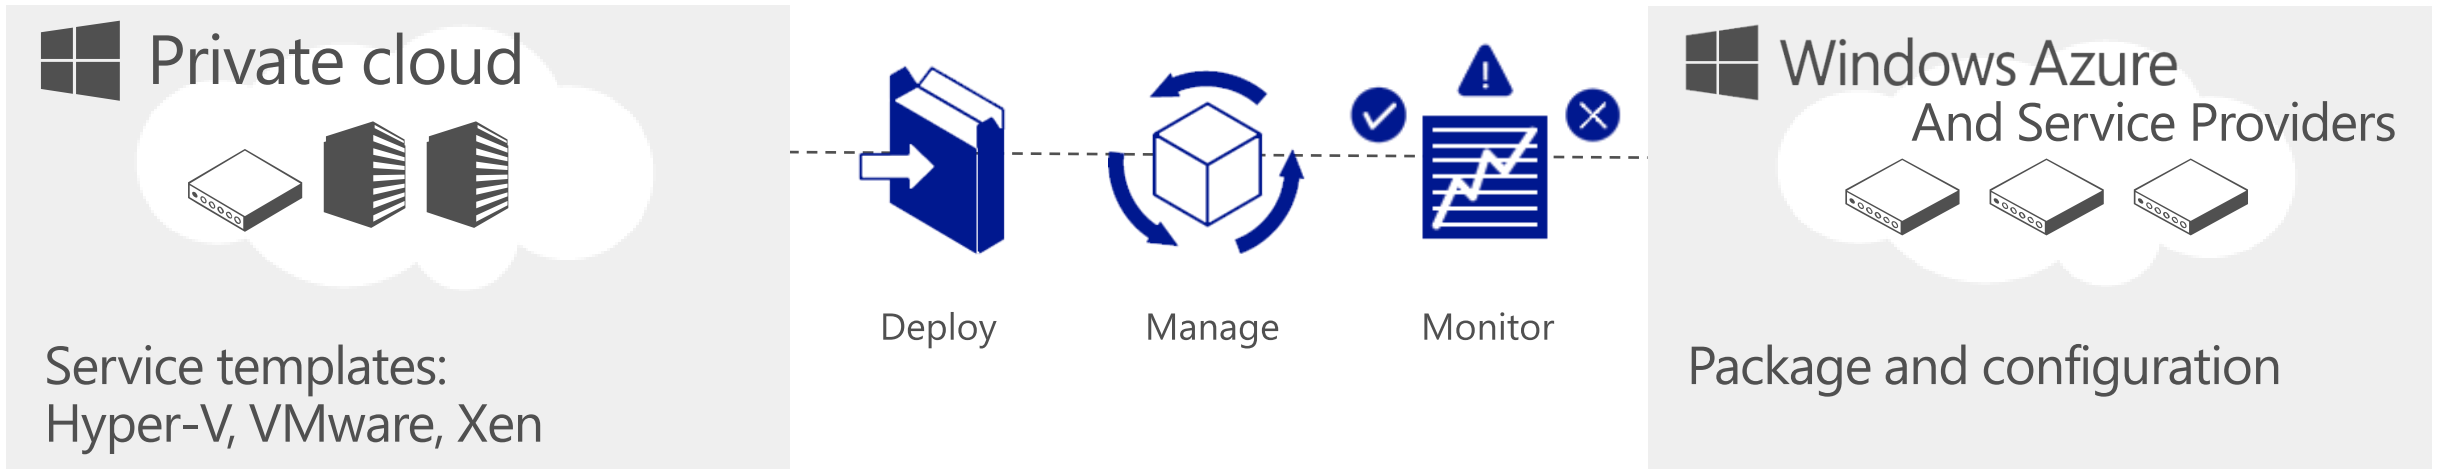 Private cloud
Service templates:
Hyper-V, VMware, Xen
Deploy
Manage
Monitor
Windows Azure
And Service Providers
Package and configuration